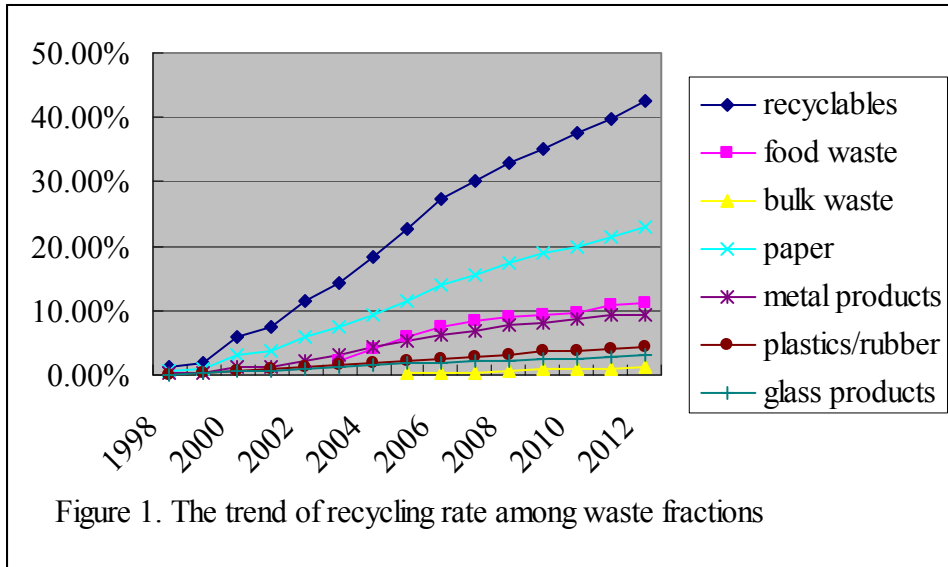 50.00%
40.00%
30.00%
20.00%
10.00%
0.00%
1998
2000
2002
2004
2006
2008
2010
2012
recyclables
food waste
bulk waste
paper
metal products
plastics/rubber
glass products
Figure 1. The trend of recycling rate among waste fractions